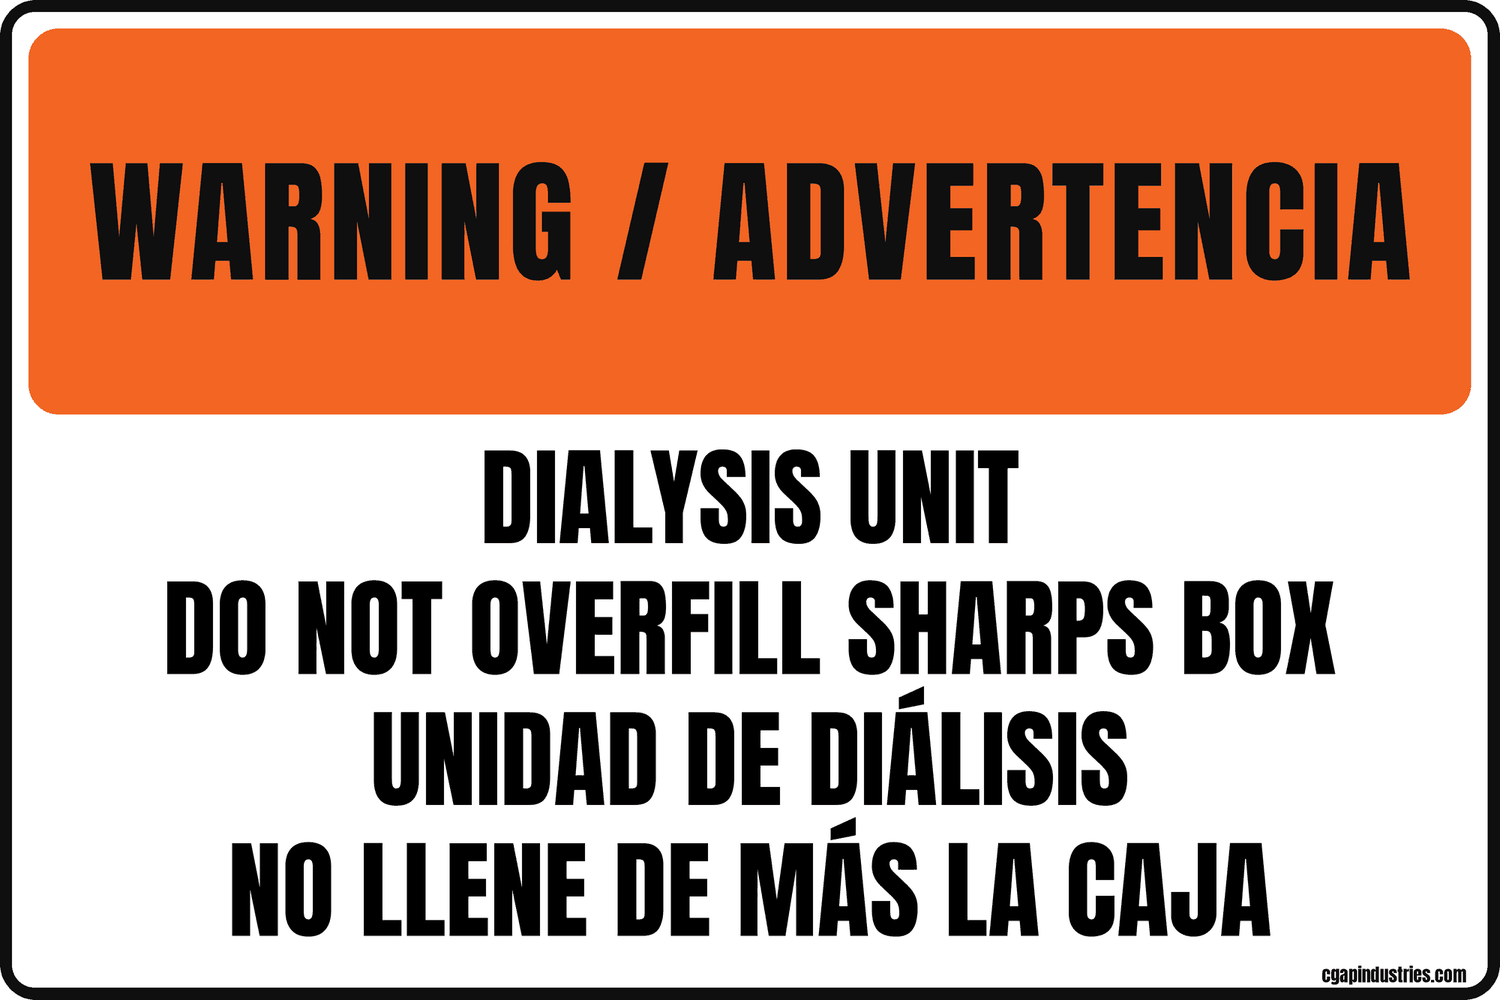 WARNING / ADVERTENCIA
DIALYSIS UNIT
DO NOT OVERFILL SHARPS BOX
UNIDAD DE DIÁLISIS
NO LLENE DE MÁS LA CAJA
cgapindustries.com